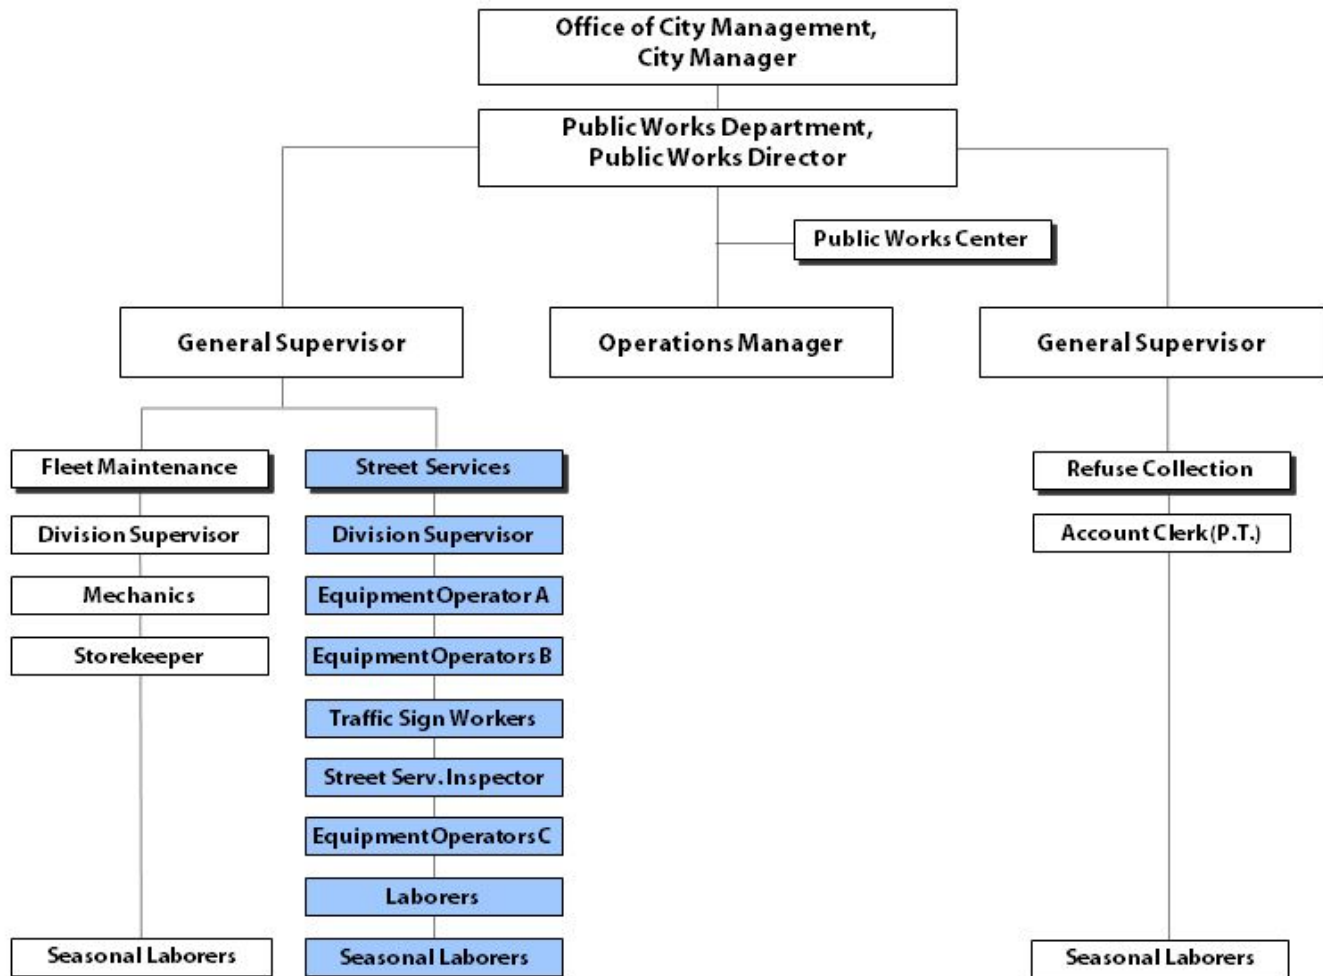 Office of City Management,
City Manager
Public Works Department,
Public Works Director
Public Works Center
General Supervisor
Operations Manager
General Supervisor
Fleet Maintenance
Division Supervisor
Mechanics
Storekeeper
Seasonal Laborers
Street Services
Division Supervisor
Equipment Operator A
Equipment Operators B
Traffic Sign Workers
Street Serv. Inspector
Equipment Operators C
Laborers
Seasonal Laborers
Refuse Collection
Account Clerk (P.T.)
Seasonal Laborers